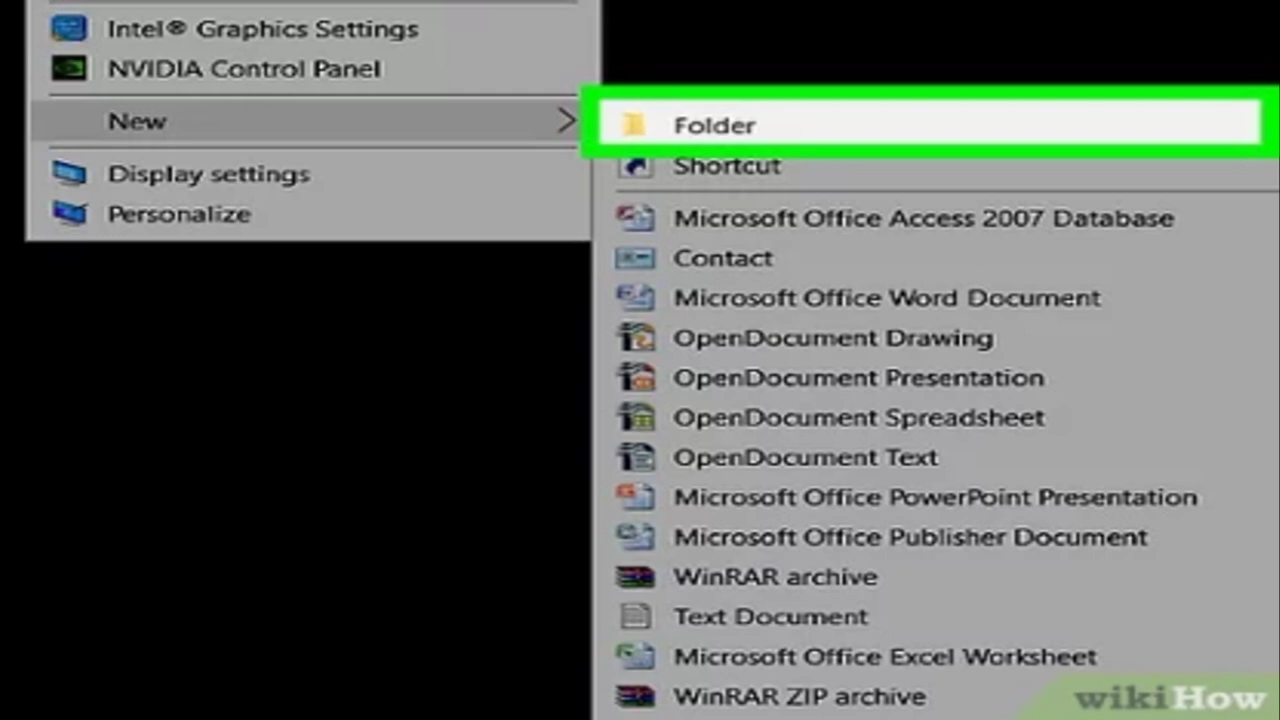 Intel® Graphics Settings
NVIDIA Control Panel
New
Display settings
Personalize
Folder
Shortcut
Microsoft Office Access 2007 Database
Contact
Microsoft Office Word Document
OpenDocument Drawing
OpenDocument Presentation
OpenDocument Spreadsheet
OpenDocument Text
Microsoft Office PowerPoint Presentation
Microsoft Office Publisher Document
WinRAR archive
Text Document
Microsoft Office Excel Worksheet
WinRAR ZIP archive
wikiHow